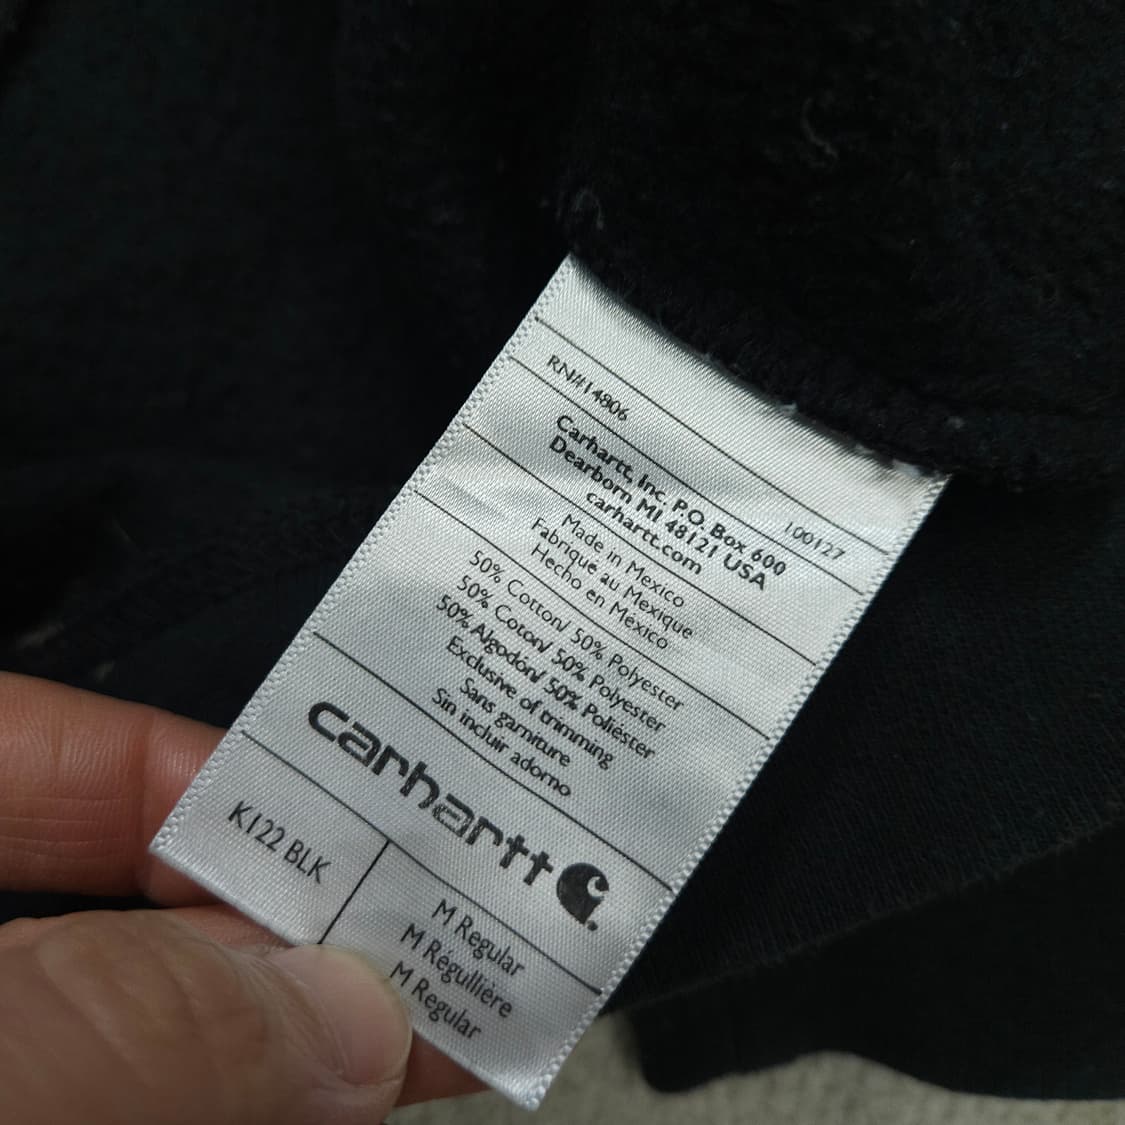 RN#14806
100127
Carhartt, Inc. P.O. Box 600
Dearborn MI 48121 USA
carhartt.com
Made in Mexico
Fabriqué au Mexique
Hecho en México
50% Cotton/ 50% Polyester
50% Coton/ 50% Polyester
50% Algodón/ 50% Poliéster
Exclusive of trimming
Sans garniture
Sin incluir adorno
carhartt
K122 BLK
M Regular
M Régullière
M Regular